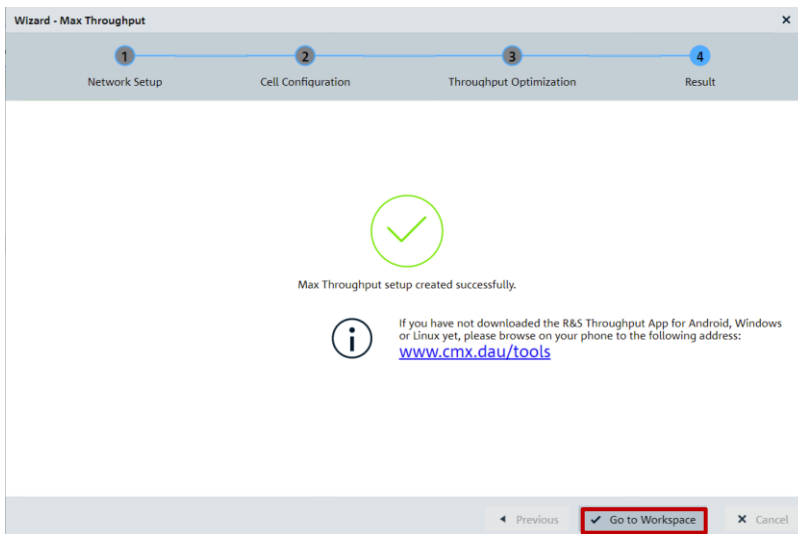 Wizard - Max Throughput
1 2 3 4
Network Setup Cell Configuration Throughput Optimization Result
Max Throughput setup created successfully.
If you have not downloaded the R&S Throughput App for Android, Windows
or Linux yet, please browse on your phone to the following address:
www.cmx.dau/tools
Previous Go to Workspace Cancel